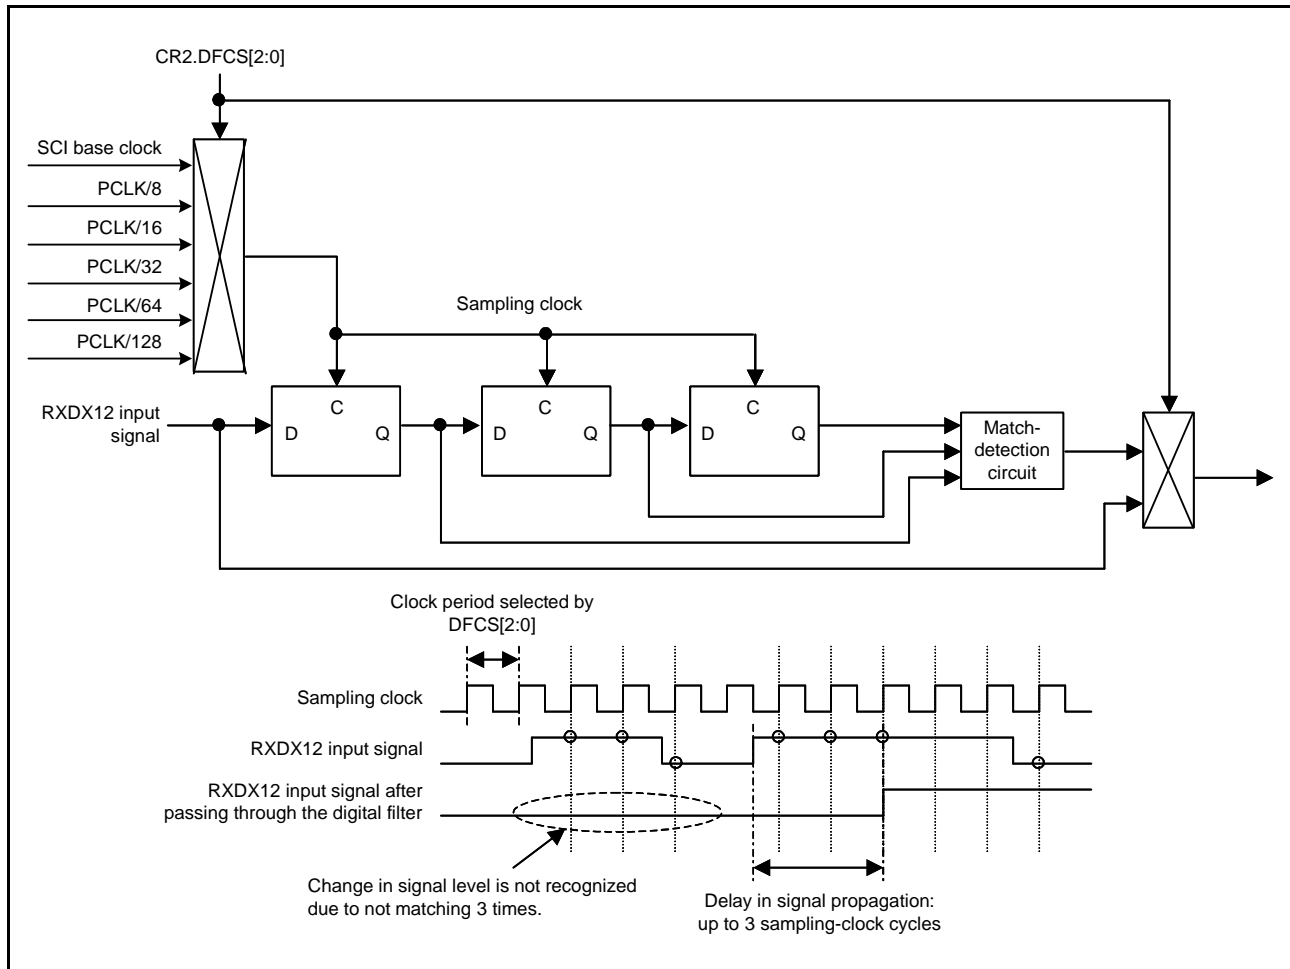 CR2.DFCS[2:0]
SCI base clock
PCLK/8
PCLK/16
PCLK/32
PCLK/64
PCLK/128
Sampling clock
RXDX12 input
signal
C
D
Q
C
D
Q
C
D
Q
Match-
detection
circuit
Clock period selected by
DFCS[2:0]
Sampling clock
RXDX12 input signal
RXDX12 input signal after
passing through the digital filter
Change in signal level is not recognized
due to not matching 3 times.
Delay in signal propagation:
up to 3 sampling-clock cycles